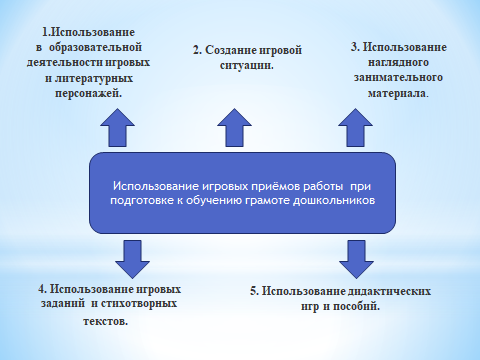 1.Использование
в образовательной
деятельности игровых
и литературных
персонажей.
2. Создание игровой
ситуации.
3. Использование
наглядного
занимательного
материала.
Использование игровых приёмов работы при
подготовке к обучению грамоте дошкольников
4. Использование игровых
заданий и стихотворных
текстов.
5. Использование дидактических
игр и пособий.